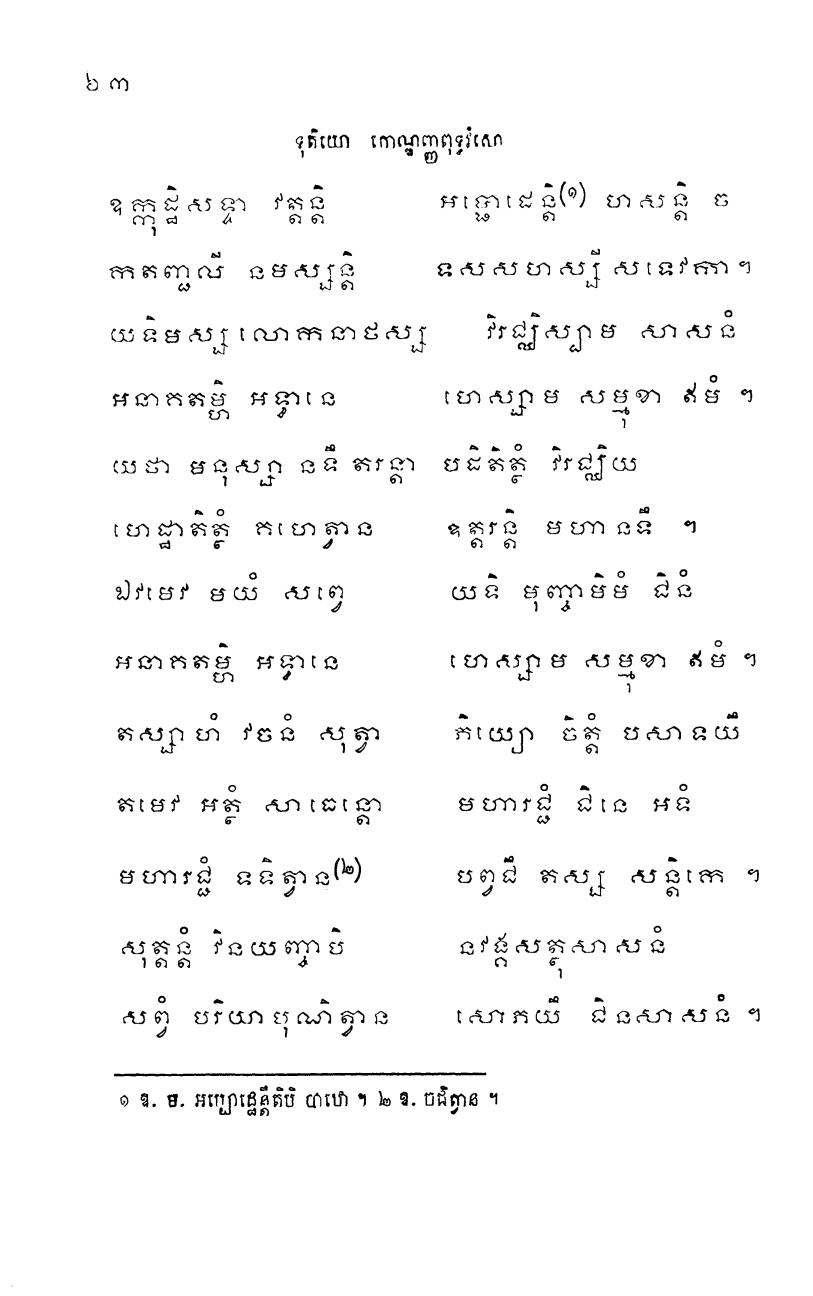 ៦៣
ទុតិយោ កោណ្ឌញ្ញពុទ្ធវំសោ
ឧក្កុដ្ឋិសទ្ទា វត្តន្តិ អប្ផោដេន្តិ(១) ហសន្តិ ច
កតញ្ជលី នមស្សន្តិ ទសសហស្សី សទេវកា ។
យទិមស្ស លោកនាថស្ស វិរជ្ឈិស្សាម សាសនំ
អនាគតម្ហិ អទ្ធានេ ហេស្សាម សម្មុខា ឥមំ ។
យថា មនុស្សា នទឹ តរន្តា បដិតិត្ថំ វិរជ្ឈិយ
ហេដ្ឋាតិត្ថំ គហេត្វាន ឧត្តរន្តិ មហានទឹ ។
ឯវមេវ មយំ សព្វេ យទិ មុញ្ចាមិមំ ជិនំ
អនាគតម្ហិ អទ្ធានេ ហេស្សាម សម្មុខា ឥមំ ។
តស្សាហំ វចនំ សុត្វា ភិយ្យោ ចិត្តំ បសាទយឹ
តមេវ អត្ថំ សាធេន្តោ មហារជ្ជំ ជិនេ អទំ
មហារជ្ជំ ទទិត្វាន(២) បព្វជឹ តស្ស សន្តិកេ ។
សុត្តន្តំ វិនយញ្ចាបិ នវង្គសត្ថុសាសនំ
សព្វំ បរិយាបុណិត្វាន សោភយឹ ជិនសាសនំ ។
១ ឱ. ម. អប្ផោដ្ឋេន្តីតិបិ បាឋោ ។ ២ ឱ. ចជិត្វាន ។